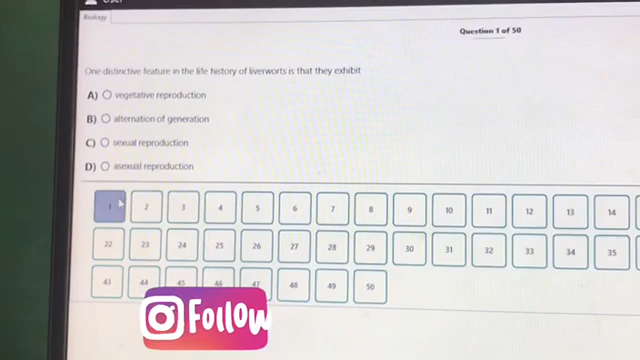 User
Biology
Question 1 of 50
One distinctive feature in the life history of liverworts is that they exhibit
A) vegetative reproduction
B) alternation of generation
C) sexual reproduction
D) asexual reproduction
1 2 3 4 5 6 7 8 9 10 11 12 13 14
22 23 24 25 26 27 28 29 30 31 32 33 34 35
43 44 45 46 47 48 49 50
Follow